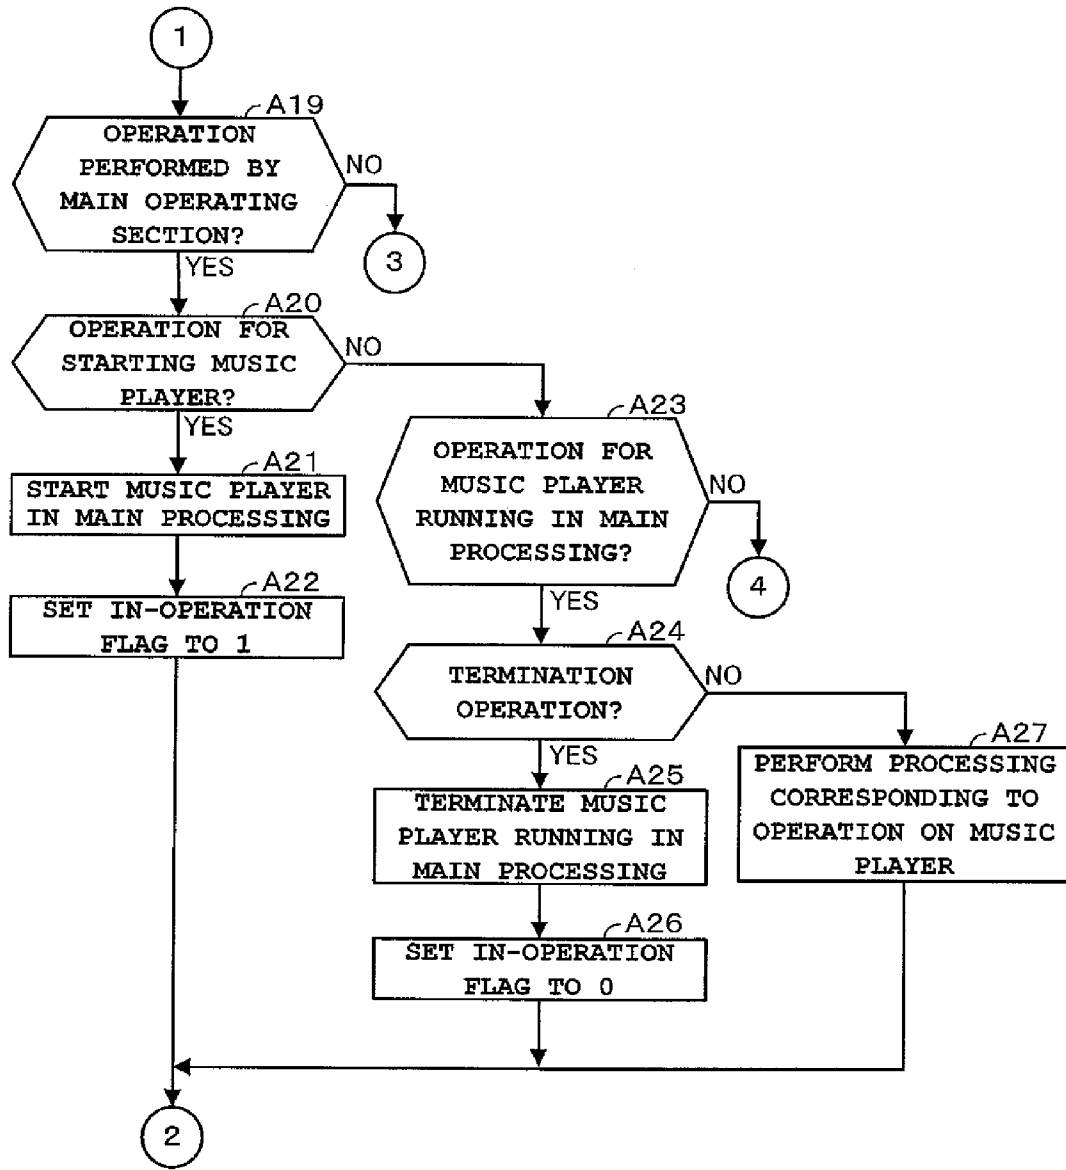 1
A19
OPERATION
PERFORMED BY
MAIN OPERATING
SECTION?
NO
3
YES
A20
OPERATION FOR
STARTING MUSIC
PLAYER?
NO
YES
A21
START MUSIC PLAYER
IN MAIN PROCESSING
A22
SET IN-OPERATION
FLAG TO 1
A23
OPERATION FOR
MUSIC PLAYER
RUNNING IN MAIN
PROCESSING?
NO
4
YES
A24
TERMINATION
OPERATION?
NO
YES
A25
TERMINATE MUSIC
PLAYER RUNNING IN
MAIN PROCESSING
A26
SET IN-OPERATION
FLAG TO 0
A27
PERFORM PROCESSING
CORRESPONDING TO
OPERATION ON MUSIC
PLAYER
2